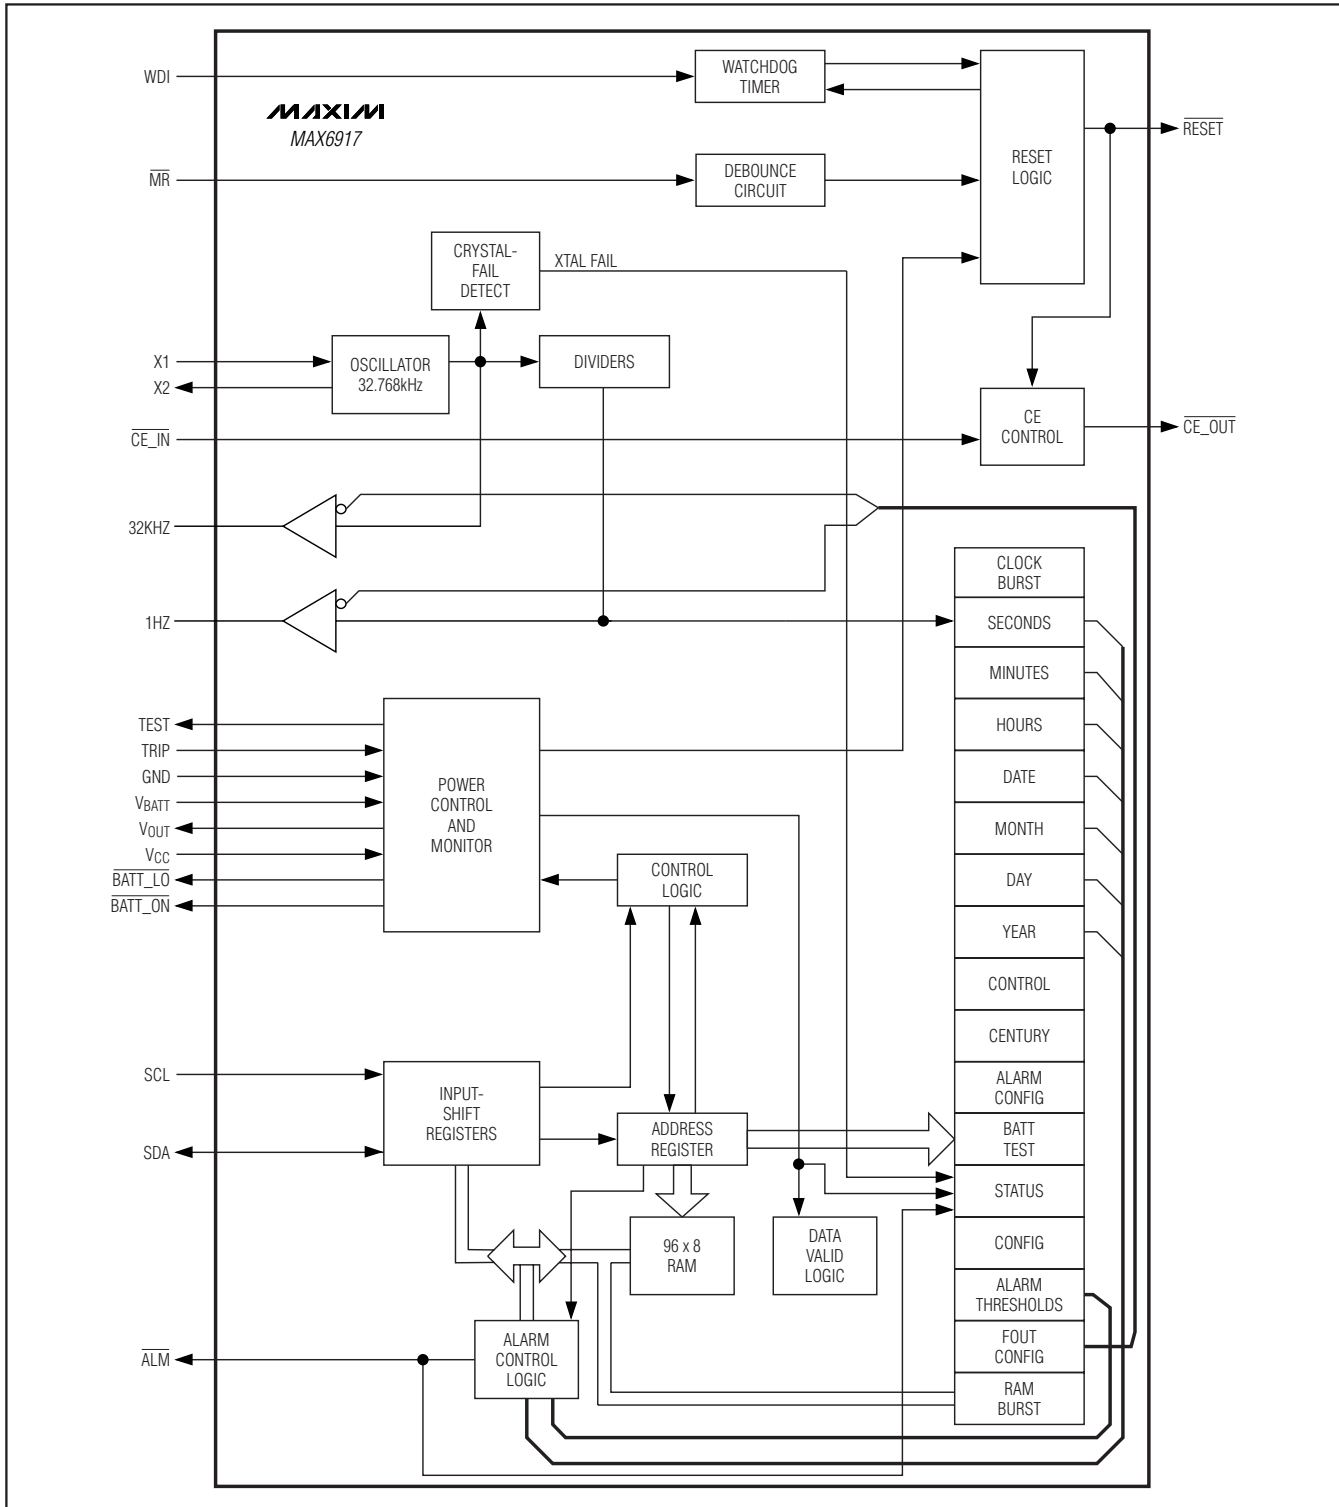 WDI
WATCHDOG
TIMER
MAXIM
MAX6917
RESET
RESET
LOGIC
MR
DEBOUNCE
CIRCUIT
CRYSTAL-
FAIL
DETECT
XTAL FAIL
X1
X2
OSCILLATOR
32.768kHz
DIVIDERS
CE_IN
CE
CONTROL
CE_OUT
32KHZ
1HZ
CLOCK
BURST
SECONDS
MINUTES
HOURS
DATE
MONTH
DAY
YEAR
CONTROL
CENTURY
ALARM
CONFIG
BATT
TEST
STATUS
CONFIG
ALARM
THRESHOLDS
FOUT
CONFIG
RAM
BURST
TEST
TRIP
GND
VBATT
VOUT
VCC
BATT_LO
BATT_ON
POWER
CONTROL
AND
MONITOR
CONTROL
LOGIC
SCL
SDA
INPUT-
SHIFT
REGISTERS
ADDRESS
REGISTER
96 x 8
RAM
DATA
VALID
LOGIC
ALM
ALARM
CONTROL
LOGIC